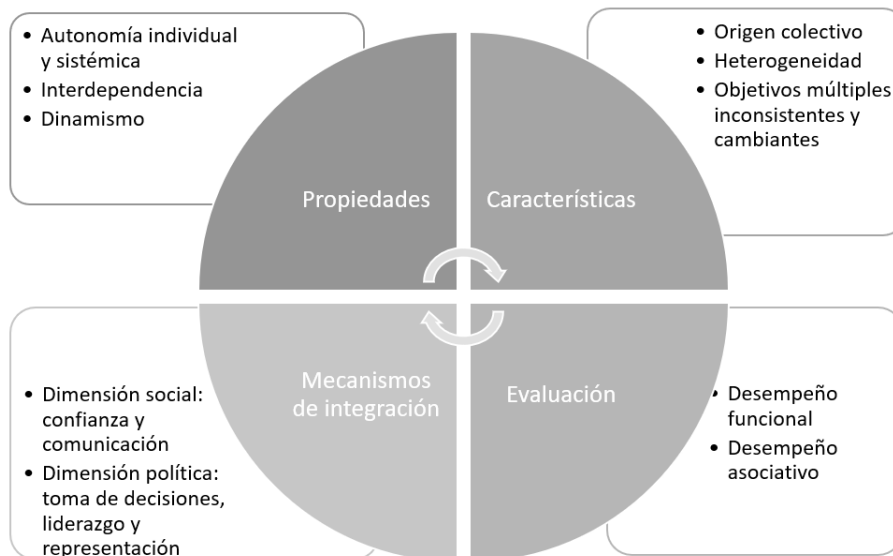 • Autonomía individual
y sistémica
• Interdependencia
• Dinamismo
• Origen colectivo
• Heterogeneidad
• Objetivos múltiples
inconsistentes y
cambiantes
Propiedades
Características
Mecanismos
de integración
Evaluación
• Dimensión social:
confianza y
comunicación
• Dimensión política:
toma de decisiones,
liderazgo y
representación
• Desempeño
funcional
• Desempeño
asociativo